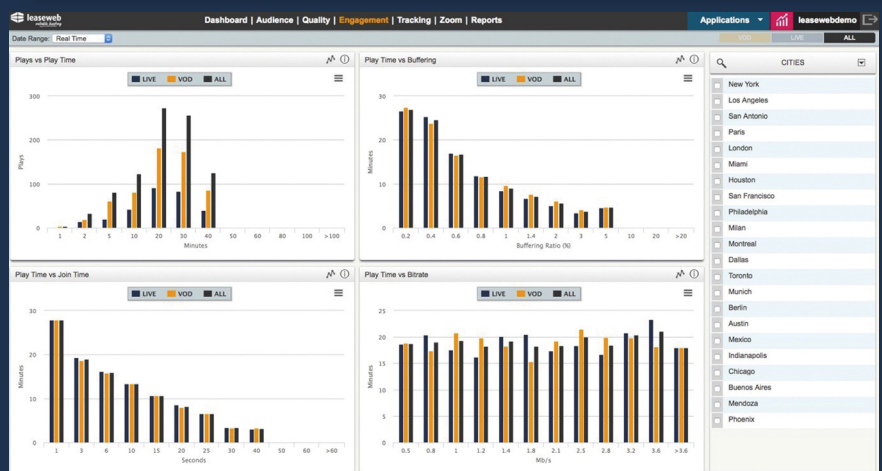 leaseweb
Dashboard | Audience | Quality | Engagement | Tracking | Zoom | Reports
Applications
leasewebdemo
Date Range: Real Time
VOD
LIVE
ALL
Plays vs Play Time
LIVE VOD ALL
300
200
100
0
Plays
1 2 5 10 20 30 40 50 60 80 100 >100
Minutes
Play Time vs Buffering
LIVE VOD ALL
30
20
10
0
Minutes
0.2 0.4 0.6 0.8 1 1.4 2 3 5 10 20 >20
Buffering Ratio (%)
Play Time vs Join Time
LIVE VOD ALL
30
20
10
0
Minutes
1 3 6 10 15 20 25 30 40 50 60 >60
Seconds
Play Time vs Bitrate
LIVE VOD ALL
25
20
15
10
5
0
Minutes
0.5 0.8 1 1.2 1.4 1.8 2.1 2.5 2.8 3.2 3.6 >3.6
Mb/s
CITIES
New York
Los Angeles
San Antonio
Paris
London
Miami
Houston
San Francisco
Philadelphia
Milan
Montreal
Dallas
Toronto
Munich
Berlin
Austin
Mexico
Indianapolis
Chicago
Buenos Aires
Mendoza
Phoenix